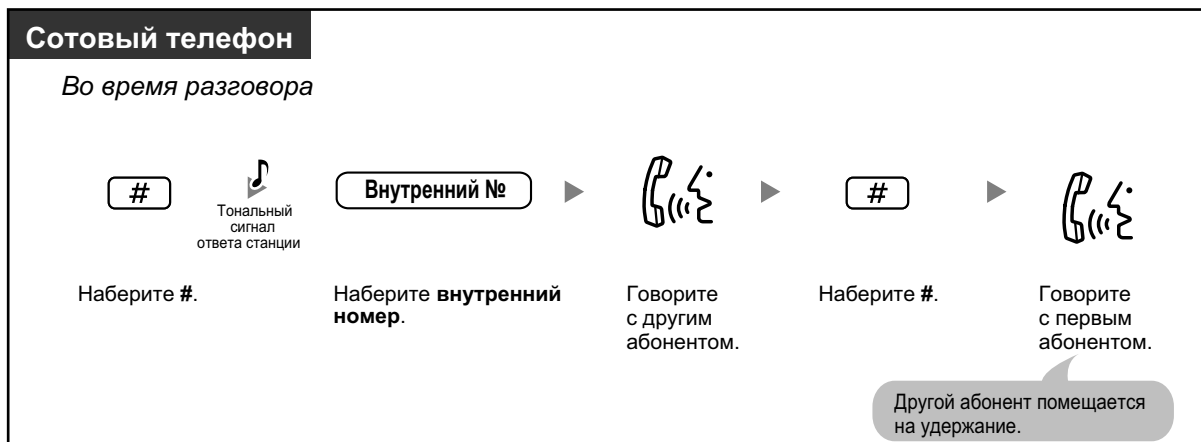 Сотовый телефон
Во время разговора
#
Тональный
сигнал
ответа станции
Внутренний №
#
Наберите #.
Наберите внутренний
номер.
Говорите
с другим
абонентом.
Наберите #.
Говорите
с первым
абонентом.
Другой абонент помещается
на удержание.